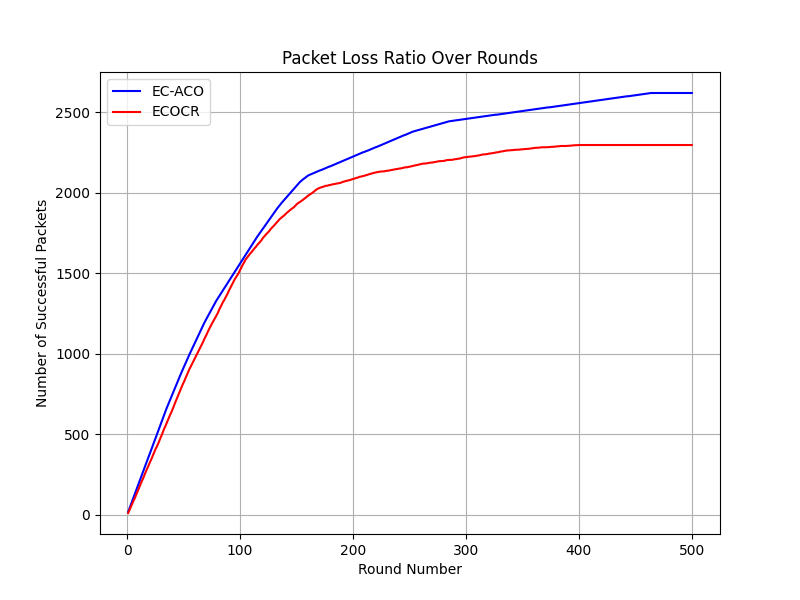 Packet Loss Ratio Over Rounds
EC-ACO
ECOCR
Number of Successful Packets
2500
2000
1500
1000
500
0
0 100 200 300 400 500
Round Number